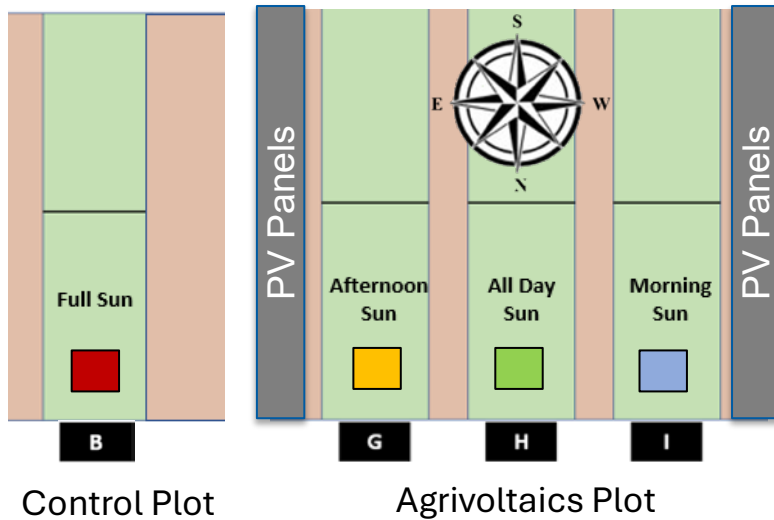 S
E
W
N
PV Panels
PV Panels
Full Sun
Afternoon
Sun
All Day
Sun
Morning
Sun
B
G
H
I
Control Plot
Agrivoltaics Plot